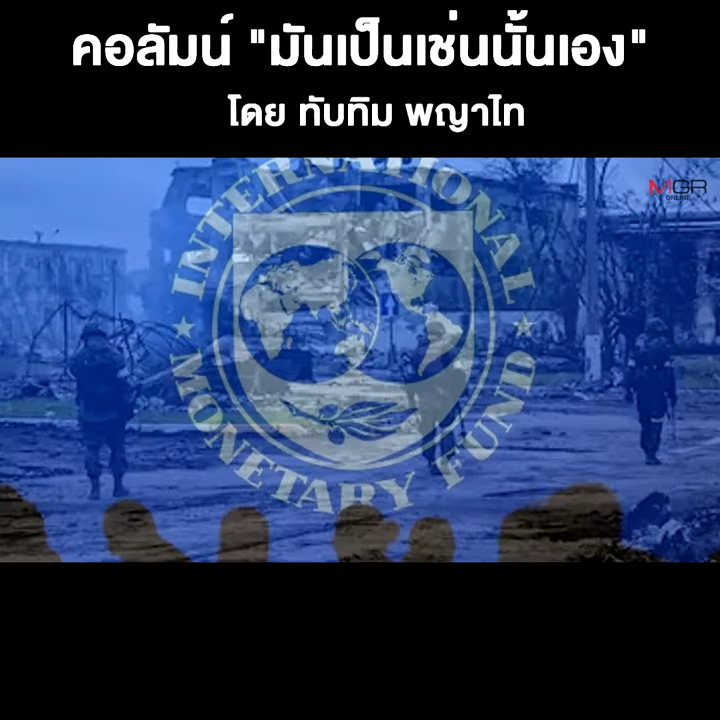 คอลัมน์ "มันเป็นเช่นนั้นเอง"
โดย ทับทิม พญาไท
MGR
ONLINE
INTERNATIONAL
MONETARY FUND